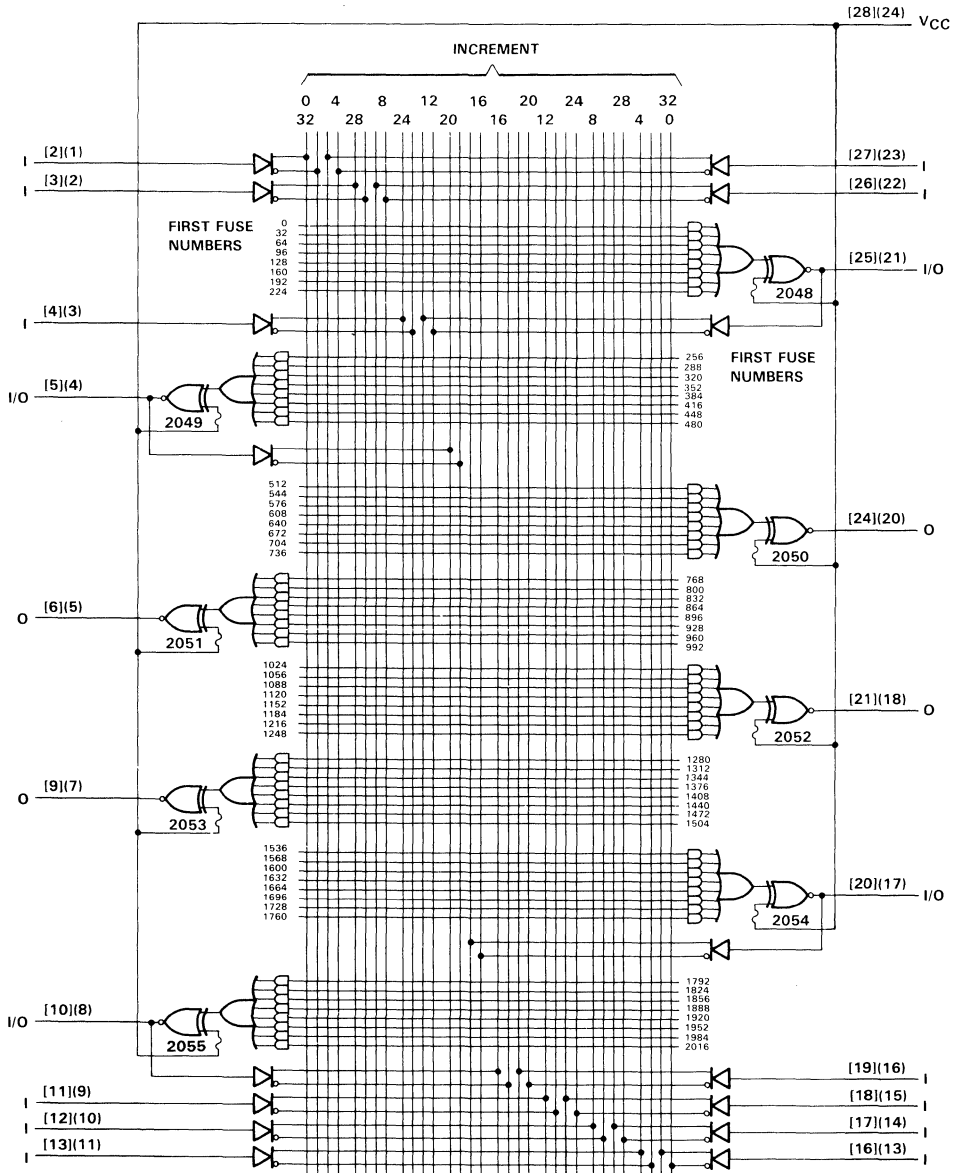 [28](24)
VCC
INCREMENT
0 4 8 12 16 20 24 28 32
32 28 24 20 16 12 8 4 0
I [2](1)
[27](23) I
I [3](2)
[26](22) I
FIRST FUSE
NUMBERS
0
32
64
96
128
160
192
224
[25](21) I/O
2048
I [4](3)
FIRST FUSE
NUMBERS
256
288
320
352
384
416
448
480
I/O [5](4)
2049
512
544
576
608
640
672
704
736
[24](20) O
2050
768
800
832
864
896
928
960
992
O [6](5)
2051
1024
1056
1088
1120
1152
1184
1216
1248
[21](18) O
2052
1280
1312
1344
1376
1408
1440
1472
1504
O [9](7)
2053
1536
1568
1600
1632
1664
1696
1728
1760
[20](17) I/O
2054
1792
1824
1856
1888
1920
1952
1984
2016
I/O [10](8)
2055
[19](16) I
I [11](9)
[18](15) I
I [12](10)
[17](14) I
I [13](11)
[16](13) I